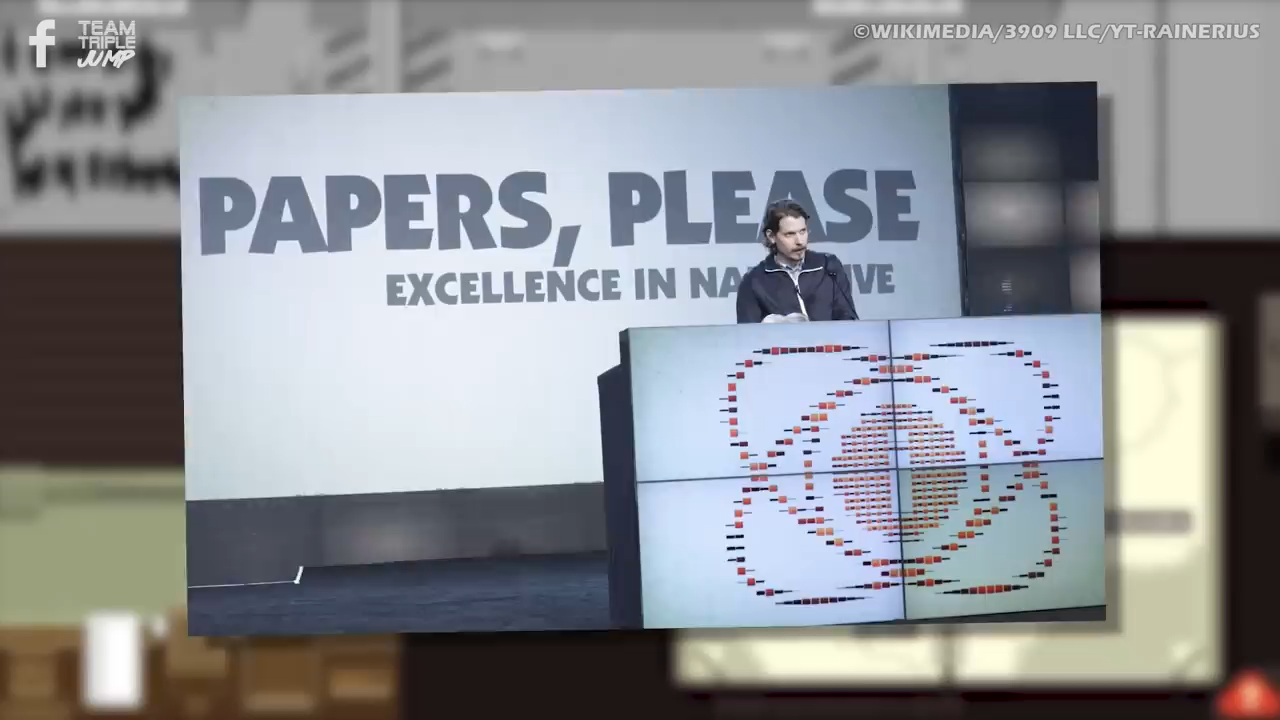 f TEAM
TRIPLE
JUMP
©WIKIMEDIA/3909 LLC/YT-RAINERIUS
PAPERS, PLEASE
EXCELLENCE IN